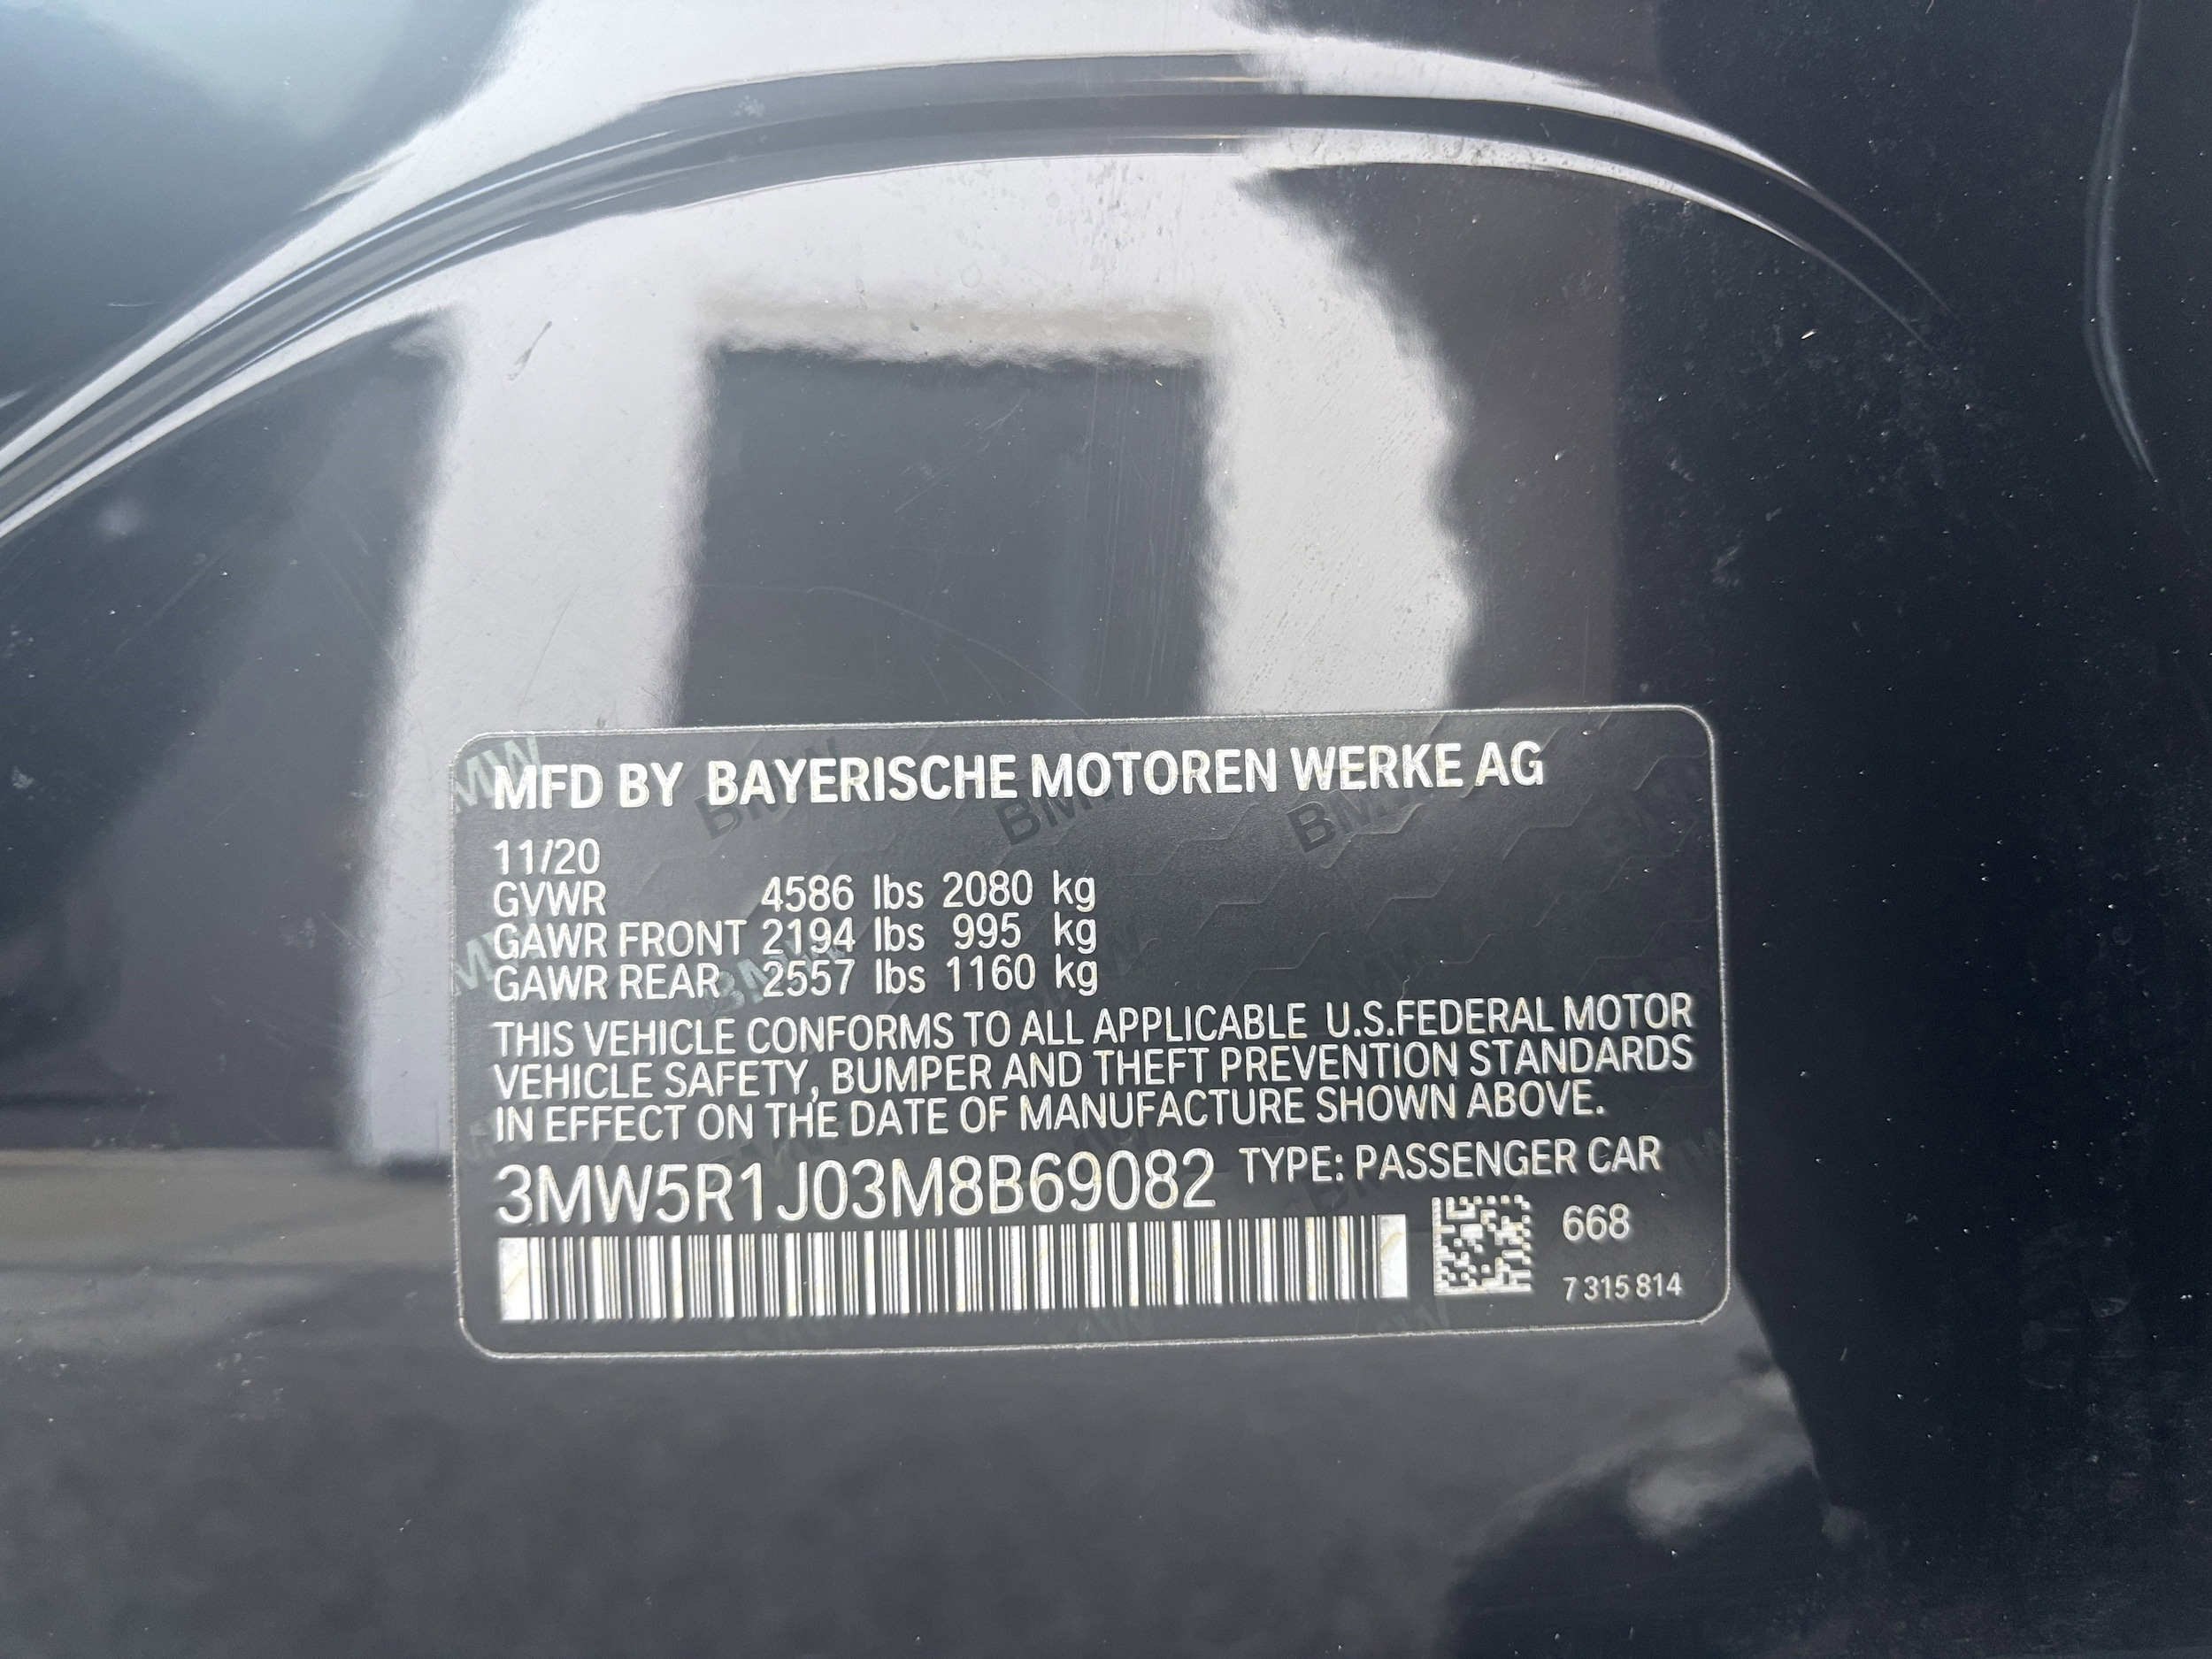 MFD BY BAYERISCHE MOTOREN WERKE AG
11/20
GVWR 4586 lbs 2080 kg
GAWR FRONT 2194 lbs 995 kg
GAWR REAR 2557 lbs 1160 kg
THIS VEHICLE CONFORMS TO ALL APPLICABLE U.S.FEDERAL MOTOR
VEHICLE SAFETY, BUMPER AND THEFT PREVENTION STANDARDS
IN EFFECT ON THE DATE OF MANUFACTURE SHOWN ABOVE.
3MW5R1J03M8B69082 TYPE: PASSENGER CAR
668
7 315 814